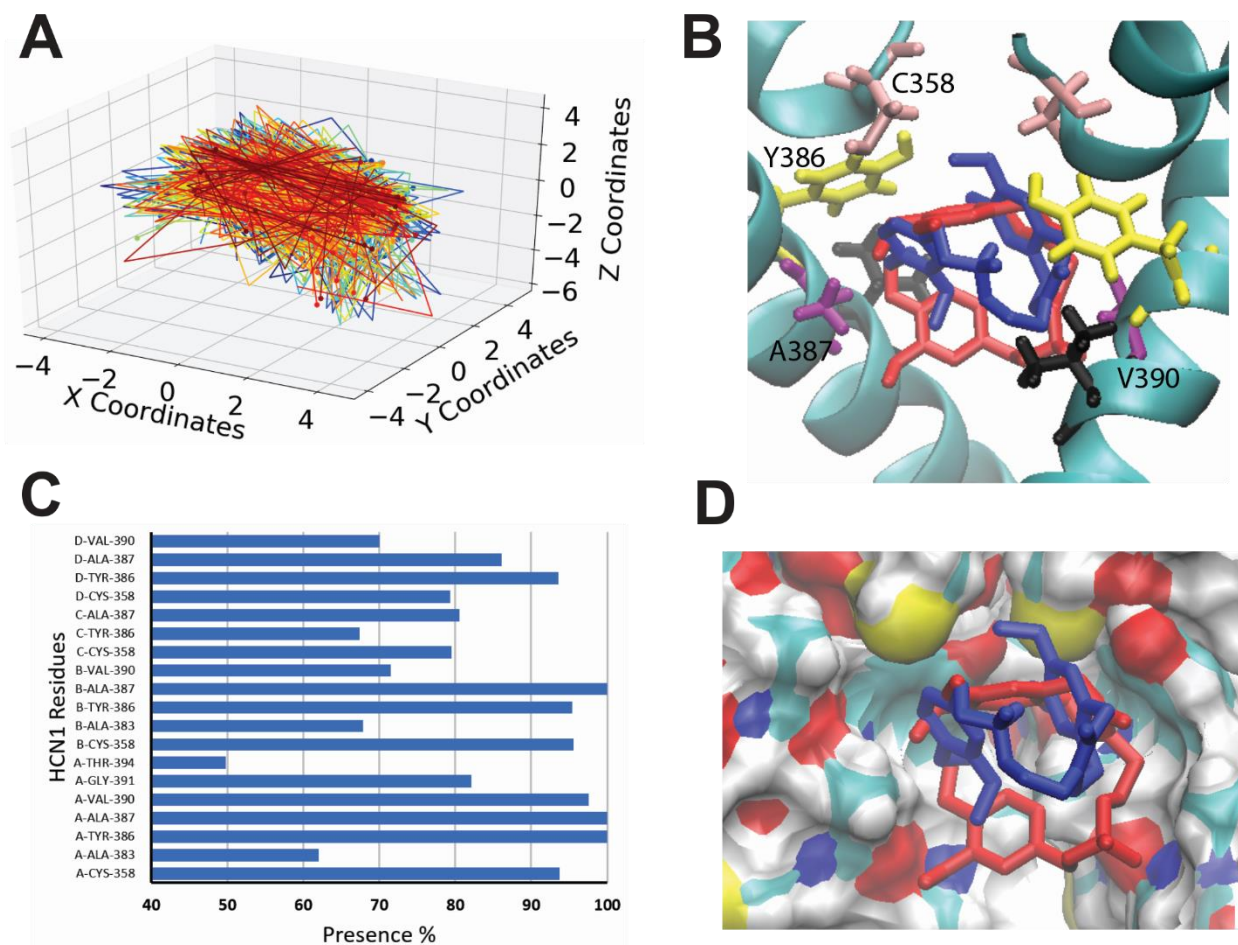 A
4
2
0
−2
−4
−6
Z Coordinates
−4
−2
0
2
4
X Coordinates
−4
−2
0
2
4
Y Coordinates
B
C358
Y386
A387
V390
C
HCN1 Residues
D-VAL-390
D-ALA-387
D-TYR-386
D-CYS-358
C-ALA-387
C-TYR-386
C-CYS-358
B-VAL-390
B-ALA-387
B-TYR-386
B-ALA-383
B-CYS-358
A-THR-394
A-GLY-391
A-VAL-390
A-ALA-387
A-TYR-386
A-ALA-383
A-CYS-358
40 50 60 70 80 90 100
Presence %
D